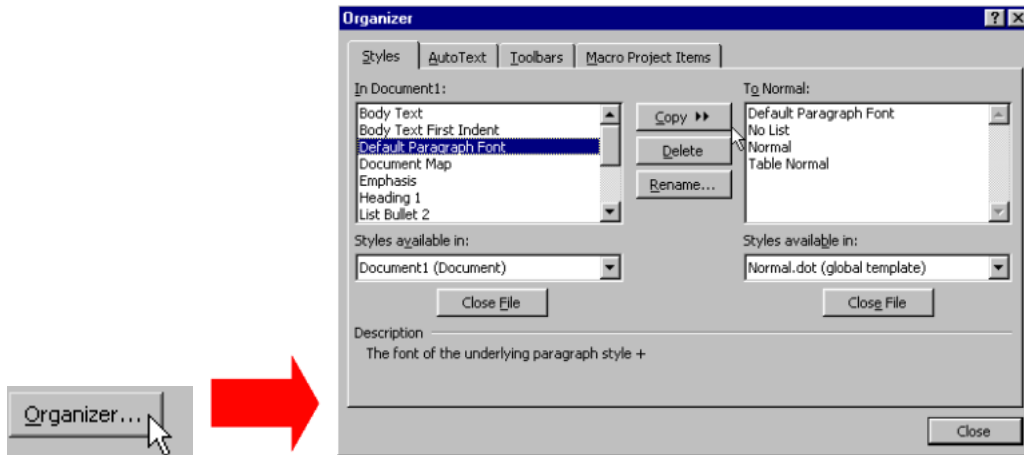 Organizer
Styles AutoText Toolbars Macro Project Items
In Document1:
Body Text
Body Text First Indent
Default Paragraph Font
Document Map
Emphasis
Heading 1
List Bullet 2
Copy
Delete
Rename...
To Normal:
Default Paragraph Font
No List
Normal
Table Normal
Styles available in:
Document1 (Document)
Close File
Styles available in:
Normal.dot (global template)
Close File
Description
The font of the underlying paragraph style +
Close
Organizer...